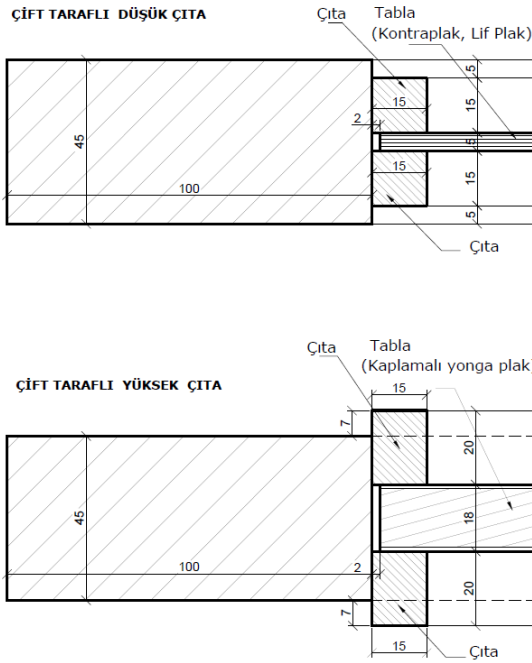 ÇİFT TARAFLI DÜŞÜK ÇITA
Çıta
Tabla
(Kontraplak, Lif Plak)
5
15
15
2
45
5
15
100
15
5
Çıta
Çıta
Tabla
(Kaplamalı yonga plak)
ÇİFT TARAFLI YÜKSEK ÇITA
15
7
20
45
18
100
2
20
7
15
Çıta